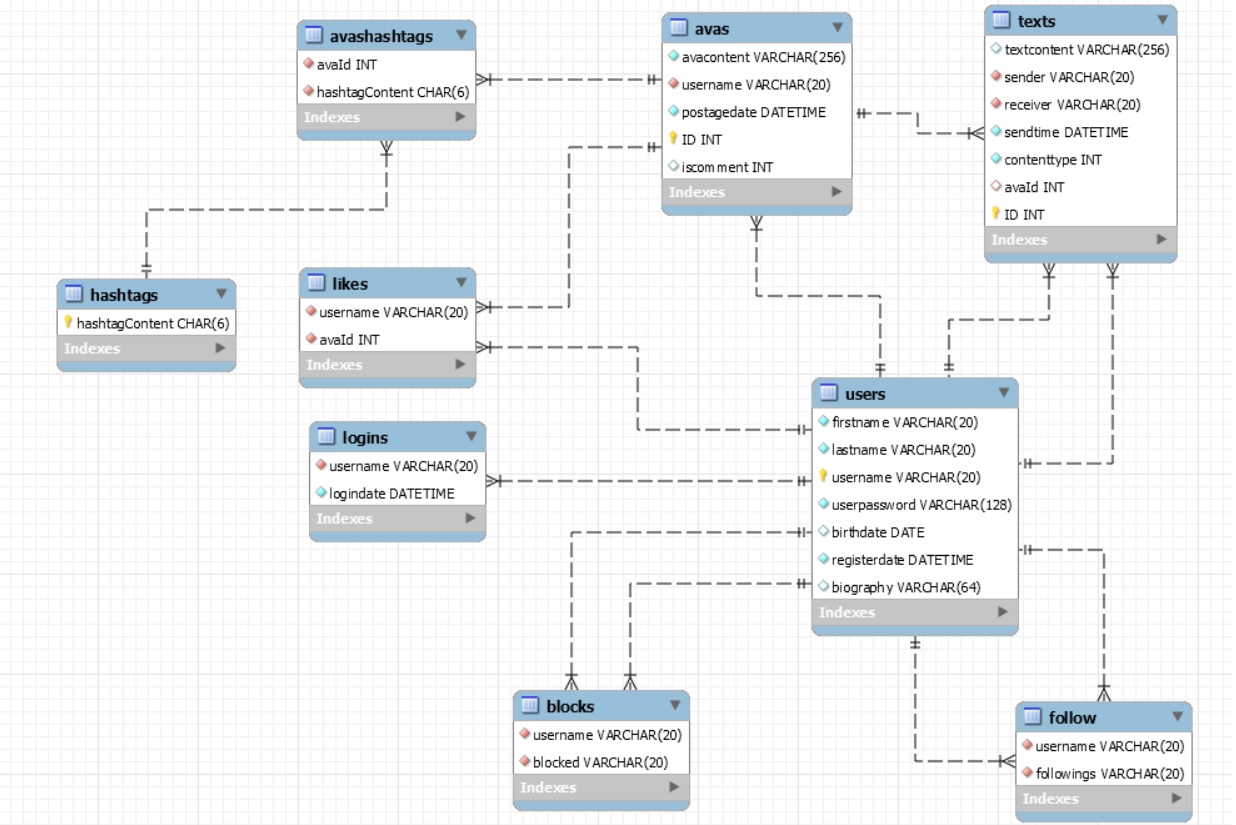 avashashtags
avaId INT
hashtagContent CHAR(6)
Indexes
avas
avacontent VARCHAR(256)
username VARCHAR(20)
postagedate DATETIME
ID INT
iscomment INT
Indexes
texts
textcontent VARCHAR(256)
sender VARCHAR(20)
receiver VARCHAR(20)
sendtime DATETIME
contenttype INT
avaId INT
ID INT
Indexes
hashtags
hashtagContent CHAR(6)
Indexes
likes
username VARCHAR(20)
avaId INT
Indexes
logins
username VARCHAR(20)
logindate DATETIME
Indexes
users
firstname VARCHAR(20)
lastname VARCHAR(20)
username VARCHAR(20)
userpassword VARCHAR(128)
birthdate DATE
registerdate DATETIME
biography VARCHAR(64)
Indexes
blocks
username VARCHAR(20)
blocked VARCHAR(20)
Indexes
follow
username VARCHAR(20)
followings VARCHAR(20)
Indexes